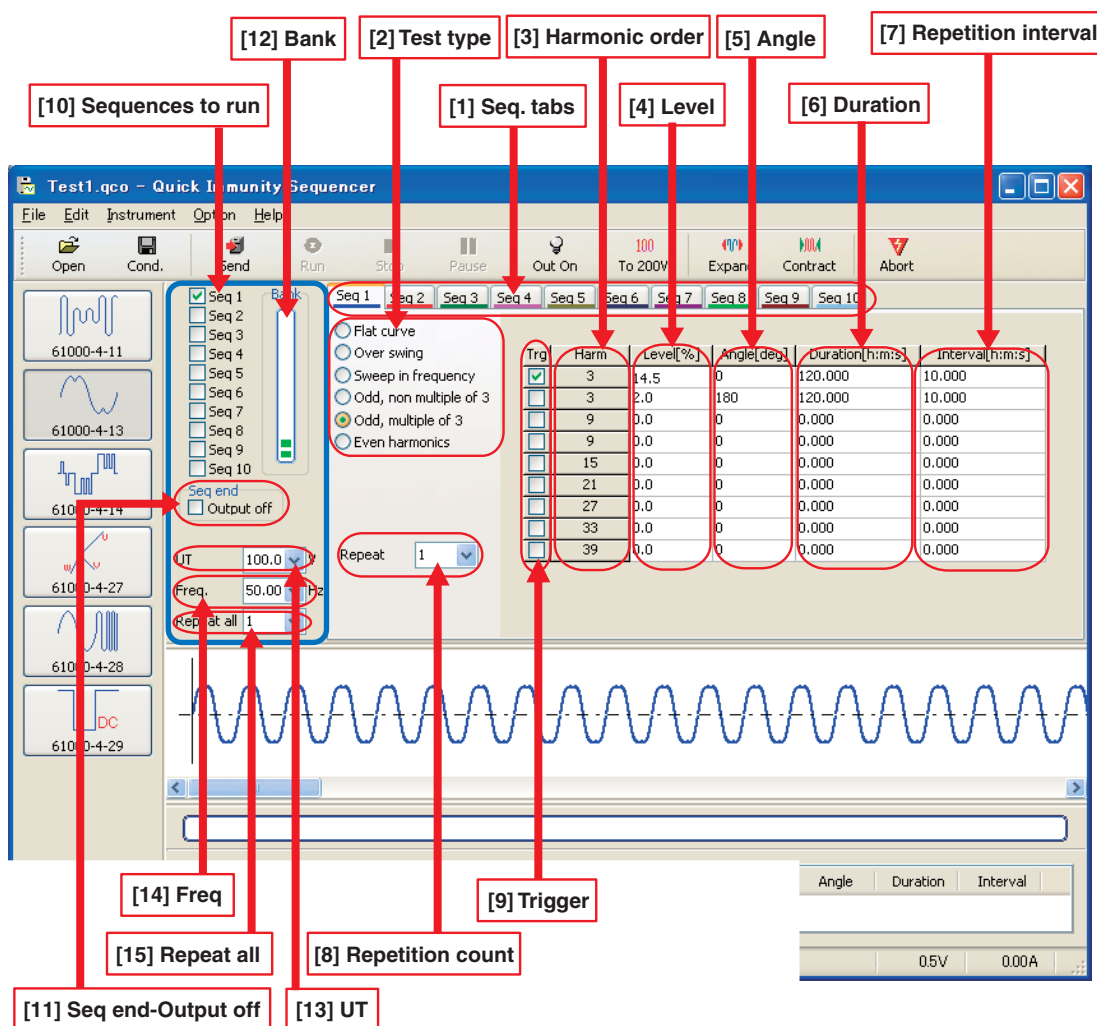 [12] Bank
[2] Test type
[3] Harmonic order
[5] Angle
[7] Repetition interval
[10] Sequences to run
[1] Seq. tabs
[4] Level
[6] Duration
Test1.qco - Quick Immunity Sequencer
File Edit Instrument Option Help
Open Cond. Send Run Stop Pause Out On To 200V Expand Contract Abort
100
61000-4-11
61000-4-13
61000-4-14
61000-4-27
61000-4-28
DC
61000-4-29
Seq 1
Seq 2
Seq 3
Seq 4
Seq 5
Seq 6
Seq 7
Seq 8
Seq 9
Seq 10
Bank
Seq end
Output off
UT 100.0 V
Freq. 50.00 Hz
Repeat all 1
Seq 1 Seq 2 Seq 3 Seq 4 Seq 5 Seq 6 Seq 7 Seq 8 Seq 9 Seq 10
Flat curve
Over swing
Sweep in frequency
Odd, non multiple of 3
Odd, multiple of 3
Even harmonics
Repeat 1
Trg Harm Level[%] Angle[deg] Duration[h:m:s] Interval[h:m:s]
3 14.5 0 120.000 10.000
3 2.0 180 120.000 10.000
9 0.0 0 0.000 0.000
9 0.0 0 0.000 0.000
15 0.0 0 0.000 0.000
21 0.0 0 0.000 0.000
27 0.0 0 0.000 0.000
33 0.0 0 0.000 0.000
39 0.0 0 0.000 0.000
Angle Duration Interval
0.5V 0.00A
[14] Freq
[9] Trigger
[15] Repeat all
[8] Repetition count
[11] Seq end-Output off
[13] UT